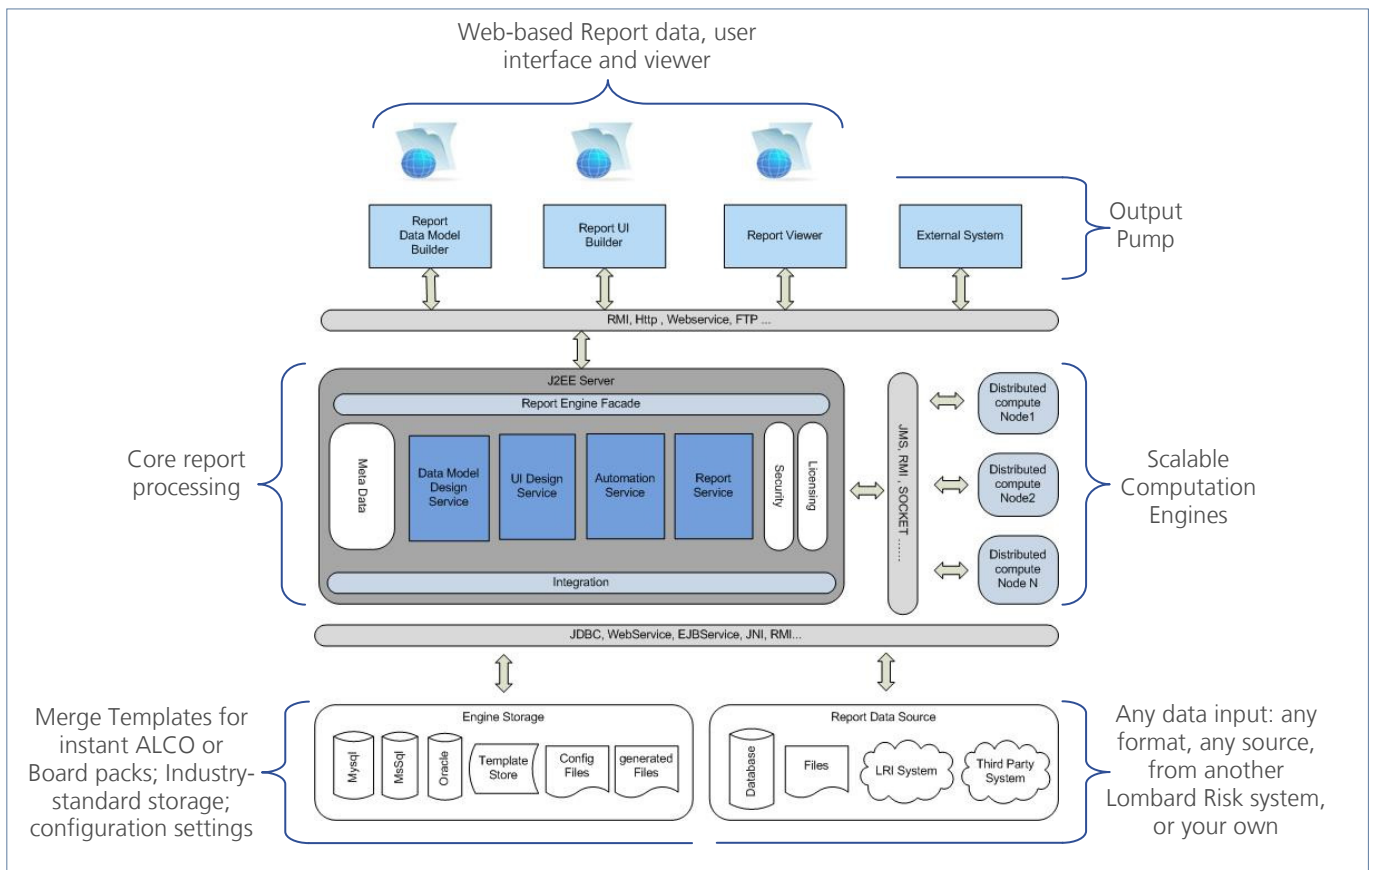 Web-based Report data, user
interface and viewer
Report
Data Model
Builder
Report UI
Builder
Report Viewer
External System
Output
Pump
RMI, Http , Webservice, FTP ...
J2EE Server
Report Engine Facade
Core report
processing
Meta Data
Data Model
Design
Service
UI Design
Service
Automation
Service
Report
Service
Security
Licensing
Integration
JMS, RMI , SOCKET ......
Distributed
compute
Node1
Distributed
compute
Node2
Distributed
compute
Node N
Scalable
Computation
Engines
JDBC, WebService, EJBService, JNI, RMI...
Merge Templates for
instant ALCO or
Board packs; Industry-
standard storage;
configuration settings
Engine Storage
Mysql
MsSql
Oracle
Template
Store
Config
Files
generated
Files
Report Data Source
Database
Files
LRI System
Third Party
System
Any data input: any
format, any source,
from another
Lombard Risk system,
or your own